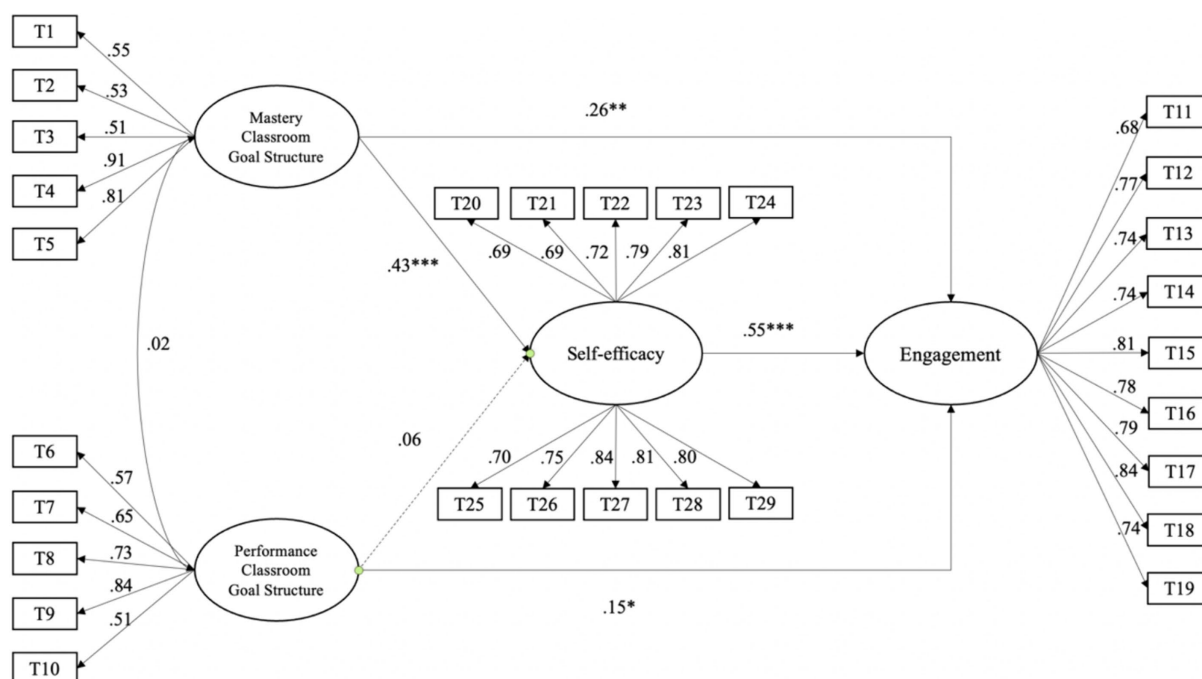 T1
.55
T2
.53
T3
.51
T4
.91
T5
.81
Mastery
Classroom
Goal Structure
.26**
.43***
T20
T21
T22
T23
T24
.69
.69
.72
.79
.81
.02
Self-efficacy
.55***
Engagement
.06
.70
.75
.84
.81
.80
T25
T26
T27
T28
T29
T6
.57
T7
.65
T8
.73
T9
.84
T10
.51
Performance
Classroom
Goal Structure
.15*
T11
.68
T12
.77
T13
.74
T14
.74
T15
.81
T16
.78
T17
.79
T18
.84
T19
.74